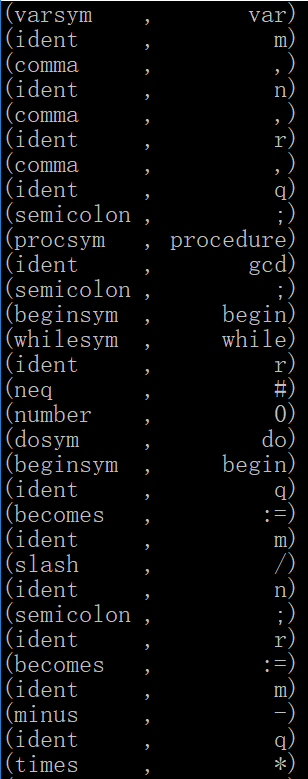 (varsym   ,        var)
(ident    ,          m)
(comma    ,          ,)
(ident    ,          n)
(comma    ,          ,)
(ident    ,          r)
(comma    ,          ,)
(ident    ,          q)
(semicolon ,          ;)
(procsym  ,  procedure)
(ident    ,        gcd)
(semicolon ,          ;)
(beginsym ,      begin)
(whilesym ,      while)
(ident    ,          r)
(neq      ,          #)
(number   ,          0)
(dosym    ,         do)
(beginsym ,      begin)
(ident    ,          q)
(becomes  ,         :=)
(ident    ,          m)
(slash    ,          /)
(ident    ,          n)
(semicolon ,          ;)
(ident    ,          r)
(becomes  ,         :=)
(ident    ,          m)
(minus    ,          -)
(ident    ,          q)
(times    ,          *)